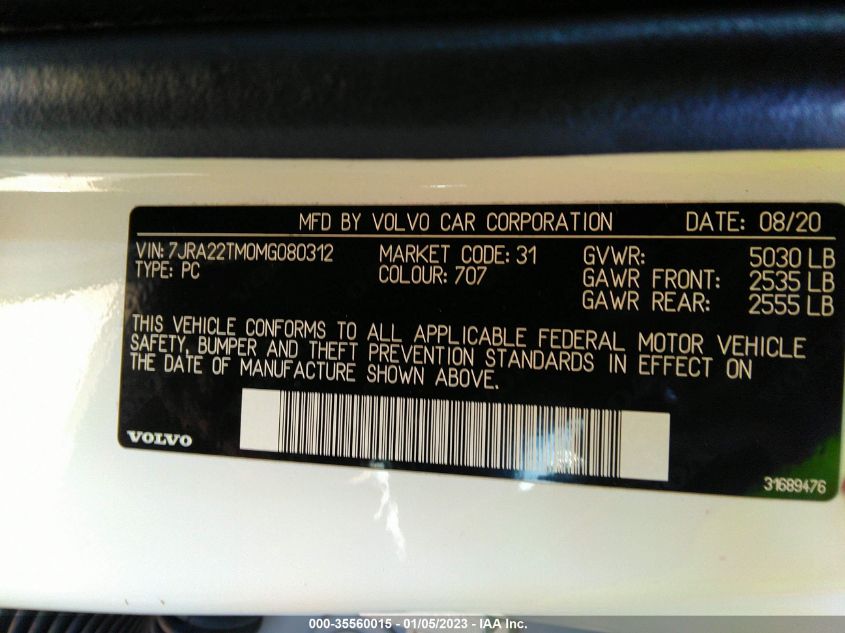 MFD BY VOLVO CAR CORPORATION DATE: 08/20
VIN: 7JRA22TM0MG080312 MARKET CODE: 31 GVWR: 5030 LB
TYPE: PC COLOUR: 707 GAWR FRONT: 2535 LB
GAWR REAR: 2555 LB
THIS VEHICLE CONFORMS TO ALL APPLICABLE FEDERAL MOTOR VEHICLE
SAFETY, BUMPER AND THEFT PREVENTION STANDARDS IN EFFECT ON
THE DATE OF MANUFACTURE SHOWN ABOVE.
VOLVO
31689476
000-35560015 - 01/05/2023 - IAA Inc.